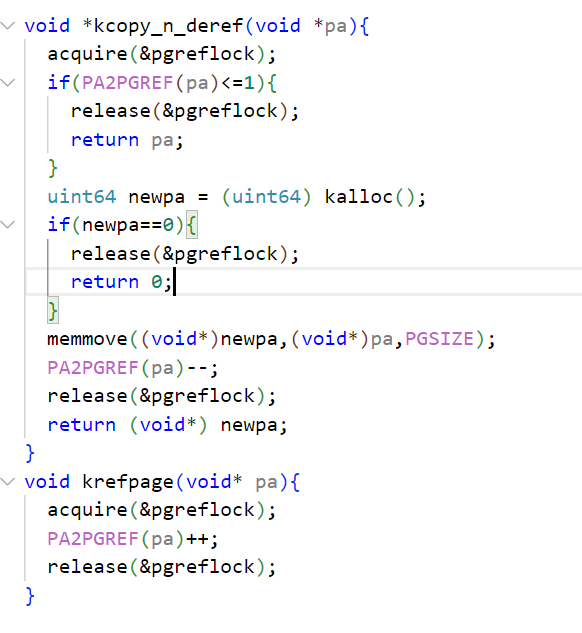 void *kcopy_n_deref(void *pa){
  acquire(&pgreflock);
  if(PA2PGREF(pa)<=1){
    release(&pgreflock);
    return pa;
  }
  uint64 newpa = (uint64) kalloc();
  if(newpa==0){
    release(&pgreflock);
    return 0;
  }
  memmove((void*)newpa,(void*)pa,PGSIZE);
  PA2PGREF(pa)--;
  release(&pgreflock);
  return (void*) newpa;
}
void krefpage(void* pa){
  acquire(&pgreflock);
  PA2PGREF(pa)++;
  release(&pgreflock);
}